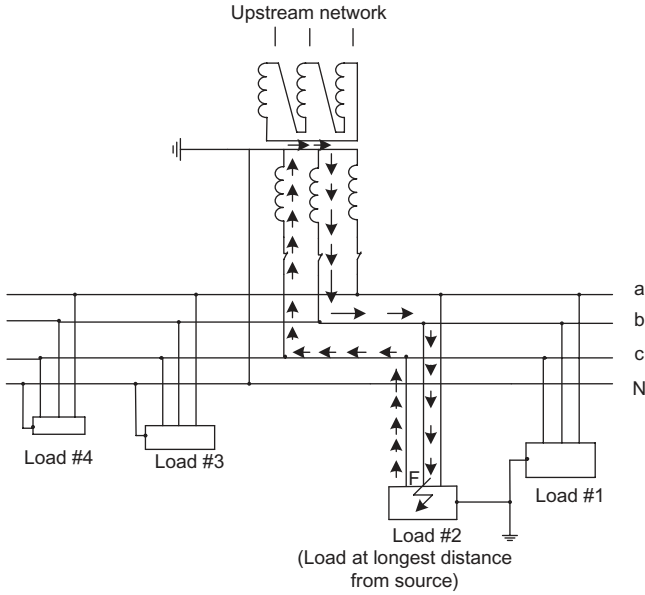 Upstream network
a
b
c
N
F
Load #4
Load #3
Load #1
Load #2
(Load at longest distance
from source)